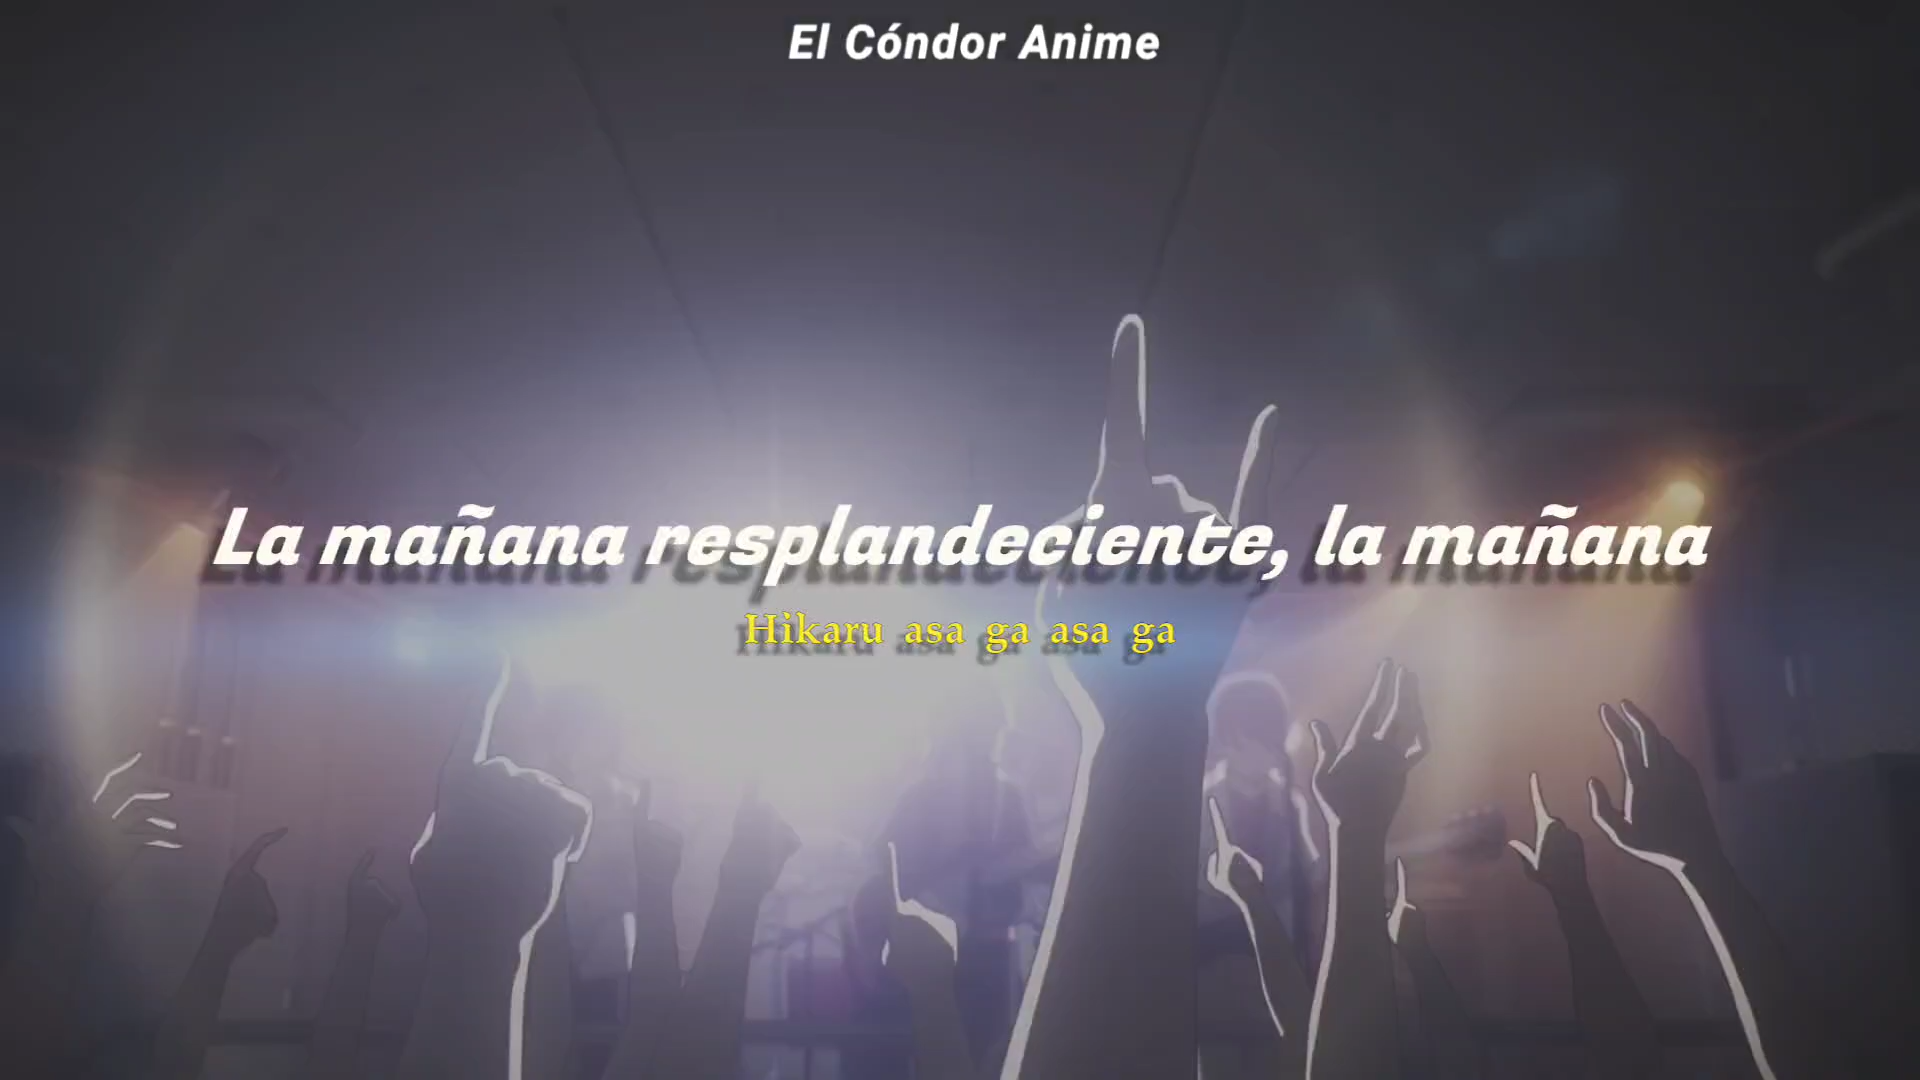 El Cóndor Anime
La mañana resplandeciente, la mañana
Hikaru asa ga asa ga